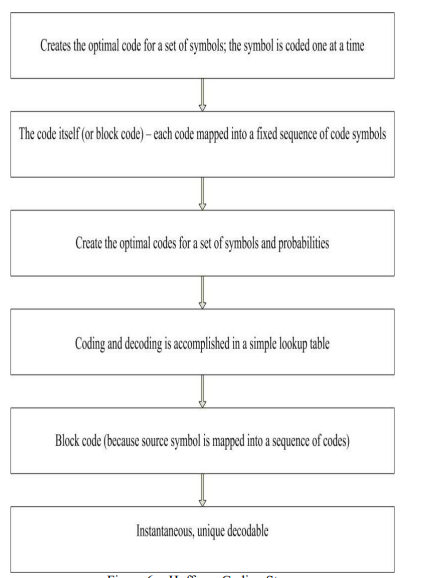 Creates the optimal code for a set of symbols; the symbol is coded one at a time
The code itself (or block code) – each code mapped into a fixed sequence of code symbols
Create the optimal codes for a set of symbols and probabilities
Coding and decoding is accomplished in a simple lookup table
Block code (because source symbol is mapped into a sequence of codes)
Instantaneous, unique decodable